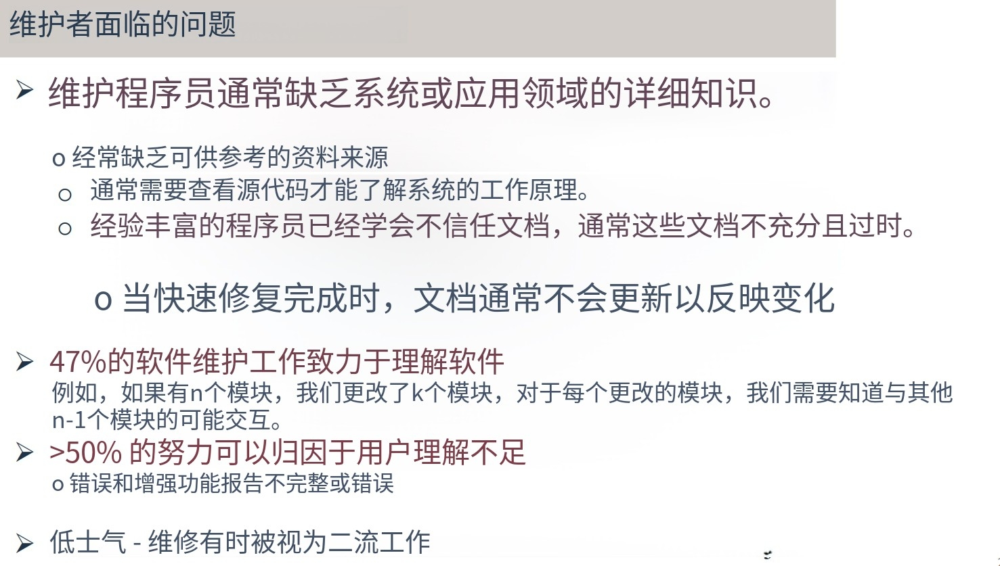 维护者面临的问题
➢ 维护程序员通常缺乏系统或应用领域的详细知识。
o 经常缺乏可供参考的资料来源
o 通常需要查看源代码才能了解系统的工作原理。
o 经验丰富的程序员已经学会不信任文档，通常这些文档不充分且过时。
o 当快速修复完成时，文档通常不会更新以反映变化
➢ 47%的软件维护工作致力于理解软件
例如，如果有n个模块，我们更改了k个模块，对于每个更改的模块，我们需要知道与其他
n-1个模块的可能交互。
➢ >50% 的努力可以归因于用户理解不足
o 错误和增强功能报告不完整或错误
➢ 低士气 - 维修有时被视为二流工作